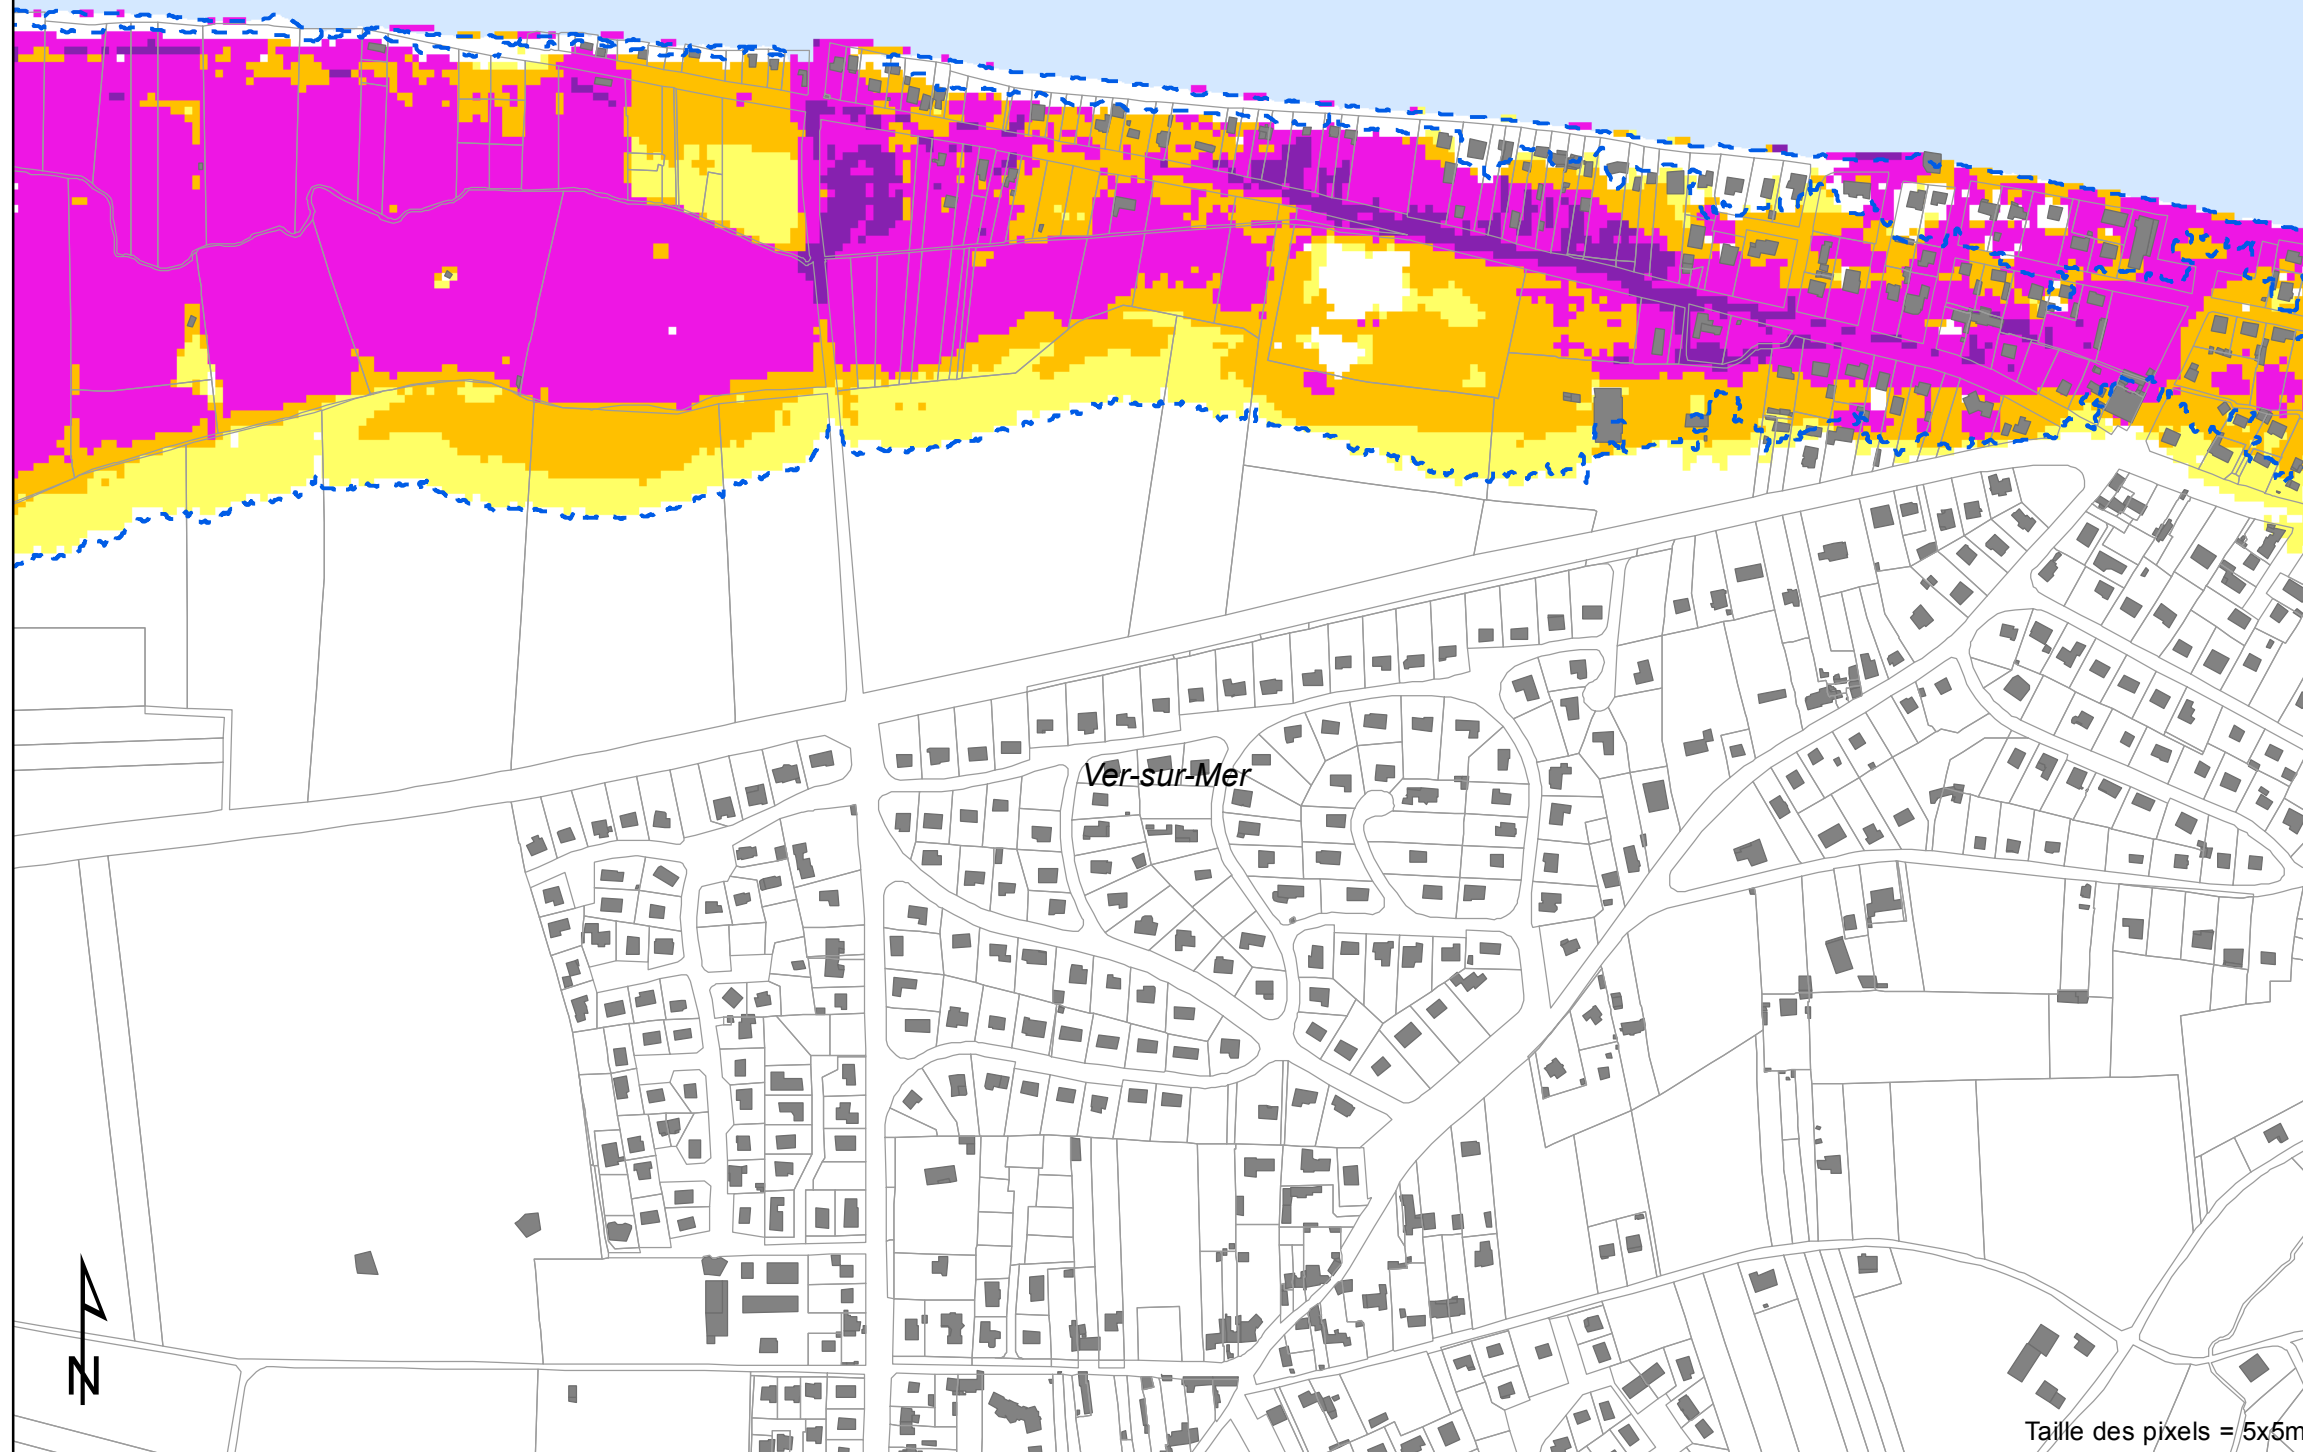 Ver-sur-Mer
N
Taille des pixels = 5x5m